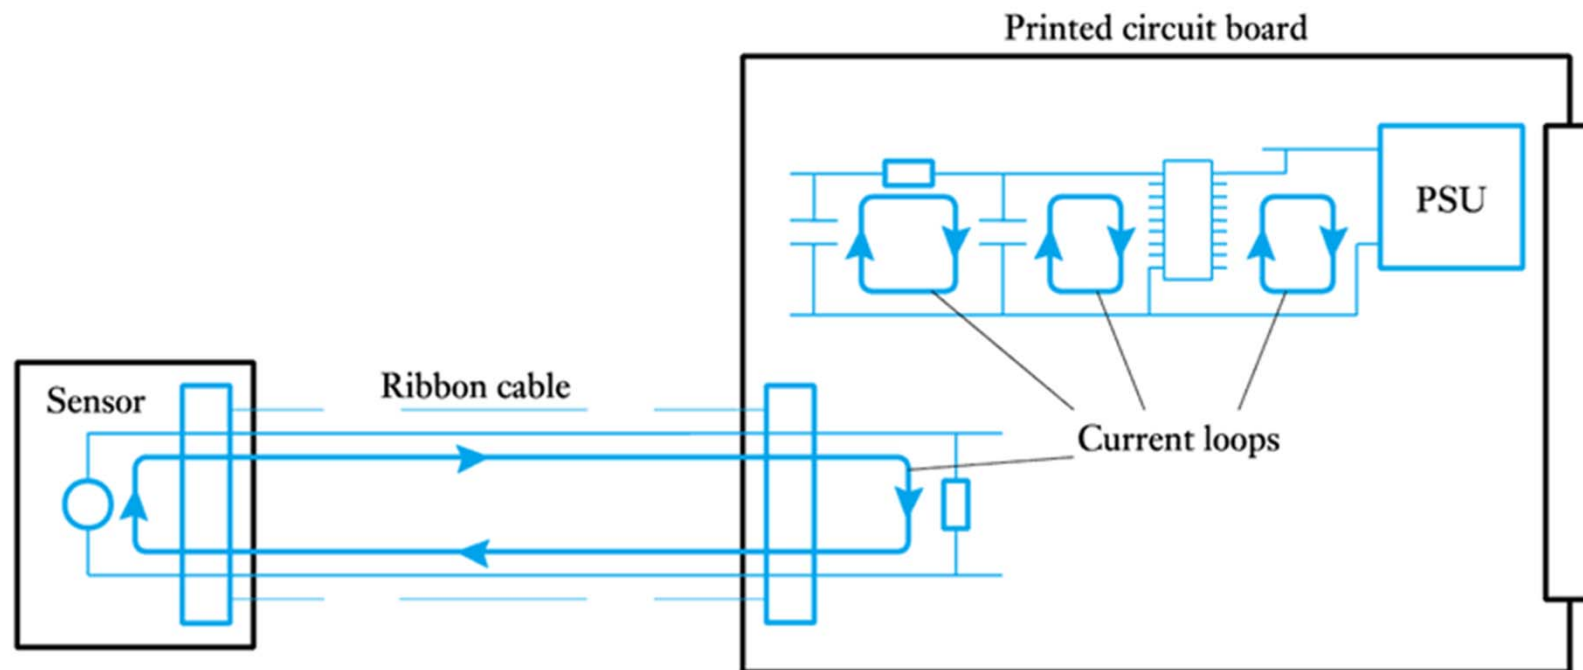 Printed circuit board
PSU
Sensor
Ribbon cable
Current loops